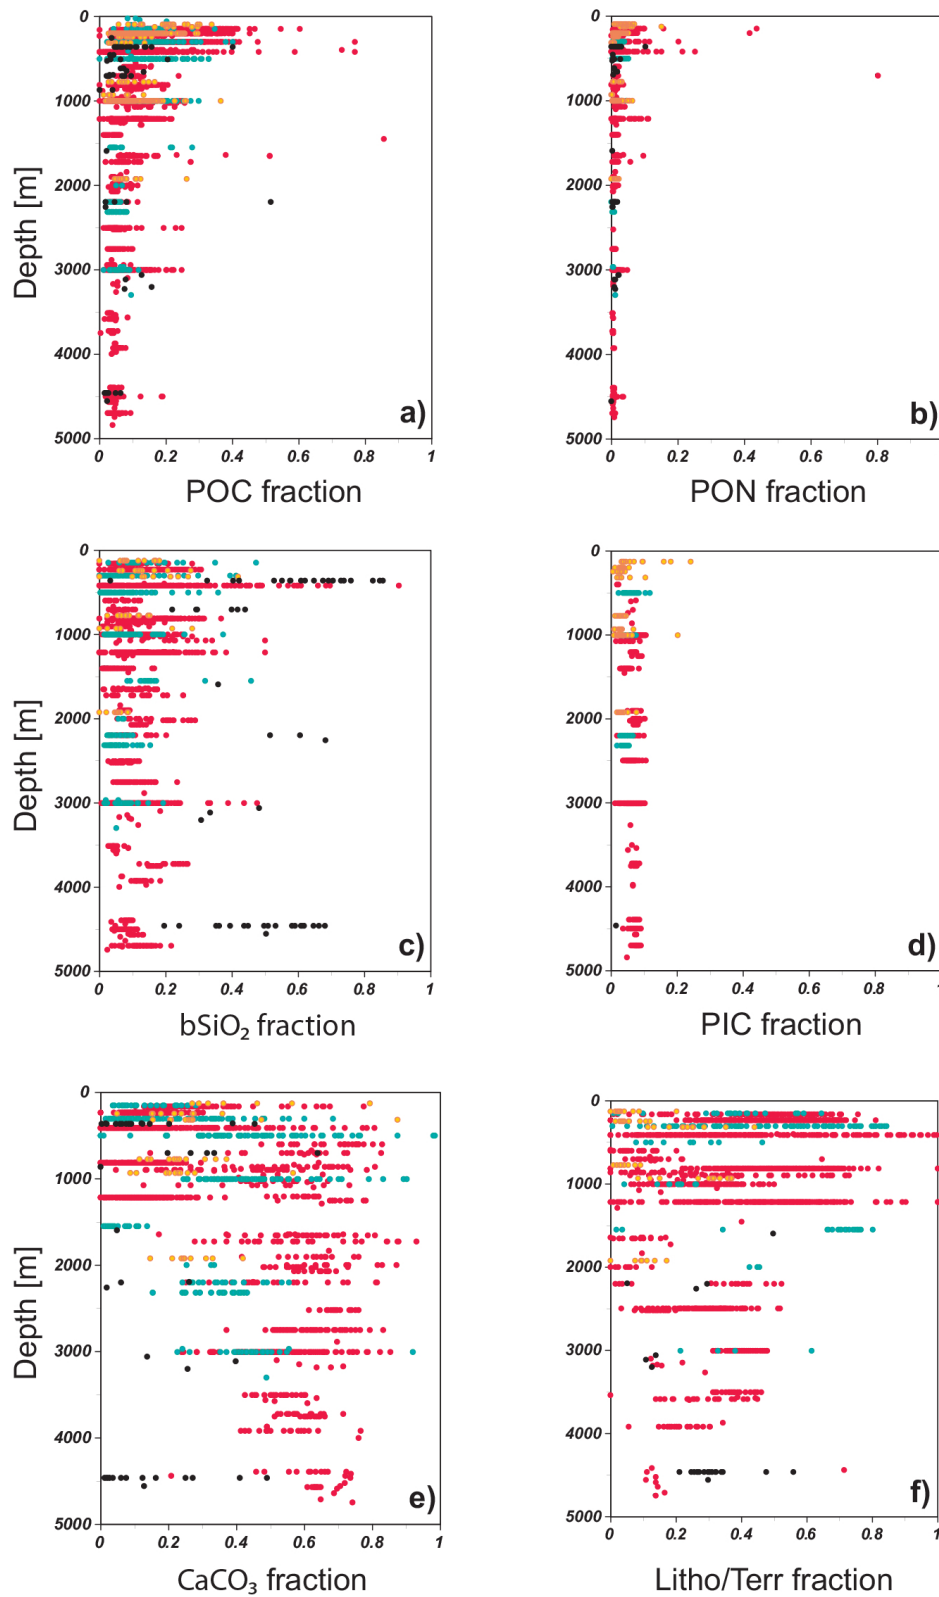 0
1000
2000
3000
4000
5000
Depth [m]
0 0.2 0.4 0.6 0.8 1
POC fraction
a)
0
1000
2000
3000
4000
5000
0 0.2 0.4 0.6 0.8
PON fraction
b)
0
1000
2000
3000
4000
5000
Depth [m]
0 0.2 0.4 0.6 0.8 1
bSiO₂ fraction
c)
0
1000
2000
3000
4000
5000
0 0.2 0.4 0.6 0.8 1
PIC fraction
d)
0
1000
2000
3000
4000
5000
Depth [m]
0 0.2 0.4 0.6 0.8 1
CaCO₃ fraction
e)
0
1000
2000
3000
4000
5000
0 0.2 0.4 0.6 0.8 1
Litho/Terr fraction
f)